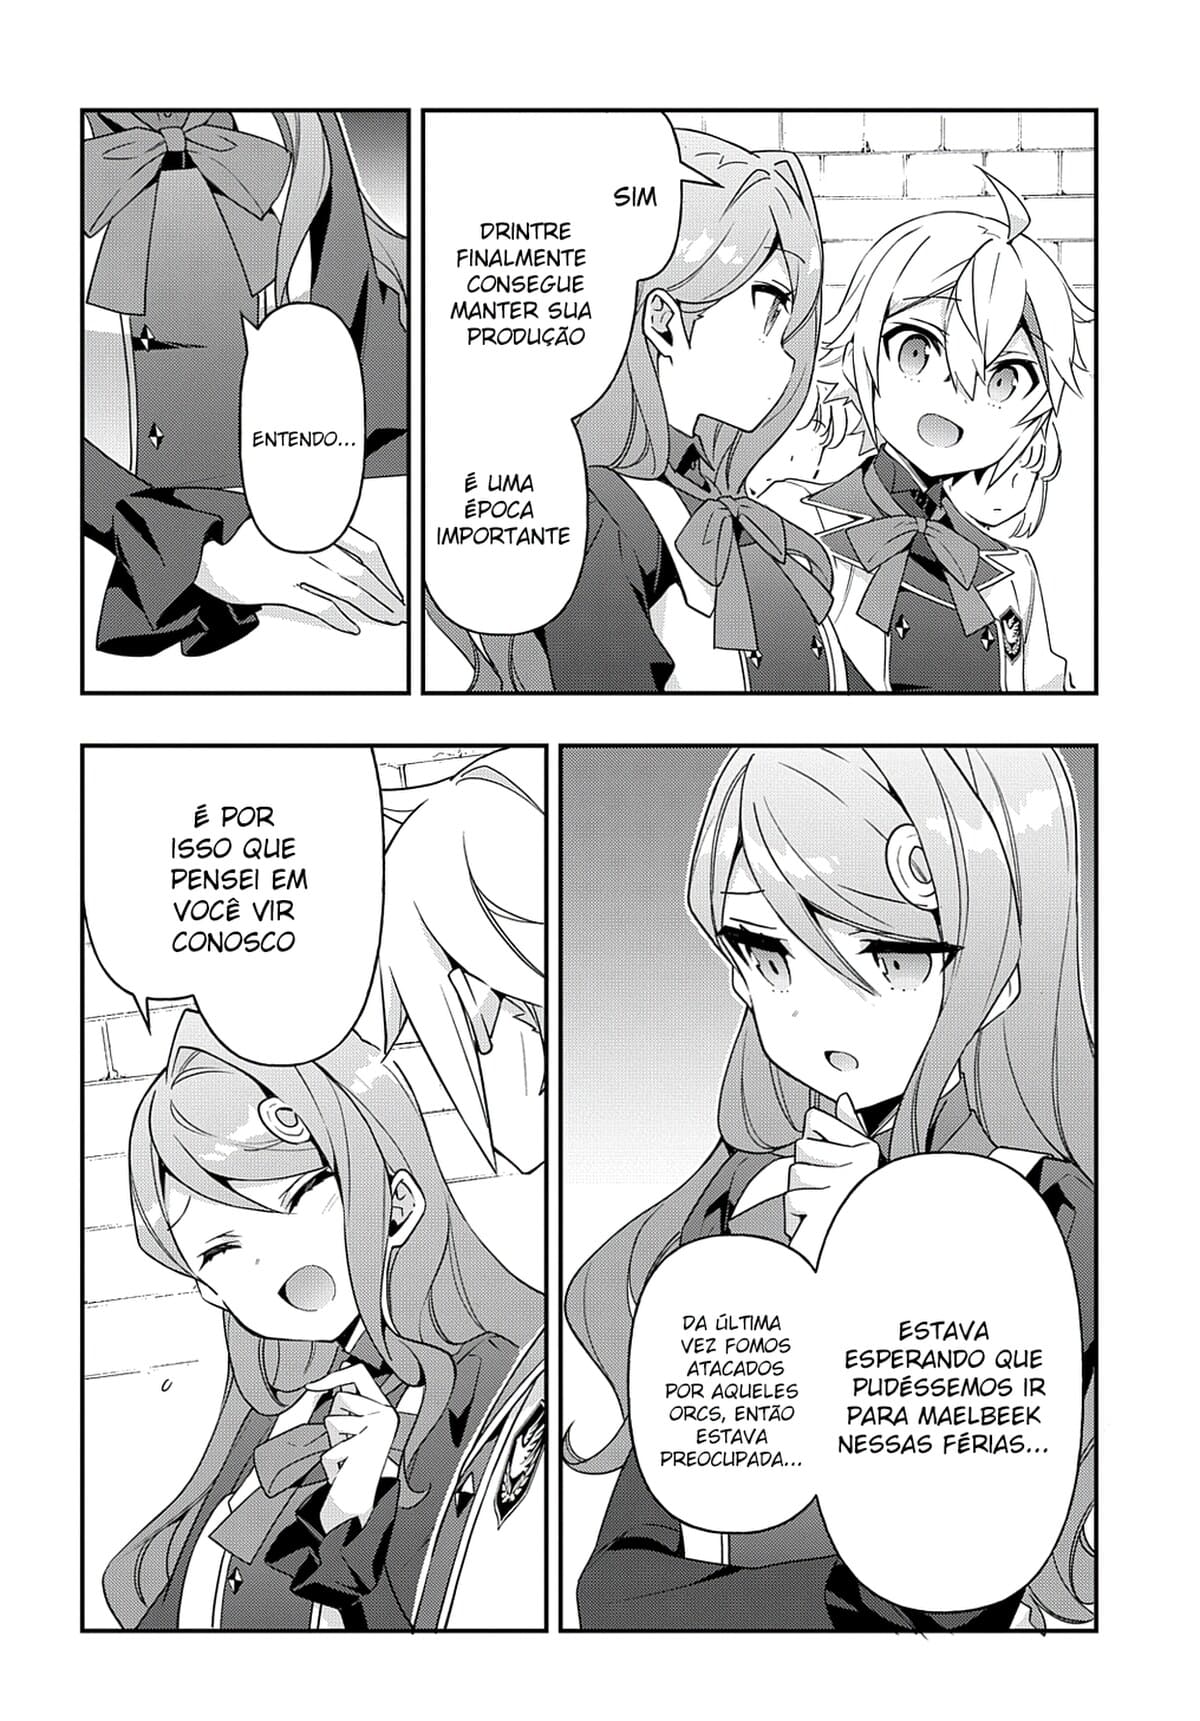 SIM
DRINTRE
FINALMENTE
CONSEGUE
MANTER SUA
PRODUÇÃO
É UMA
ÉPOCA
IMPORTANTE
ENTENDO...
ESTAVA
ESPERANDO QUE
PUDÉSSEMOS IR
PARA MAELBEEK
NESSAS FÉRIAS...
DA ÚLTIMA
VEZ FOMOS
ATACADOS
POR AQUELES
ORCS, ENTÃO
ESTAVA
PREOCUPADA...
É POR
ISSO QUE
PENSEI EM
VOCÊ VIR
CONOSCO